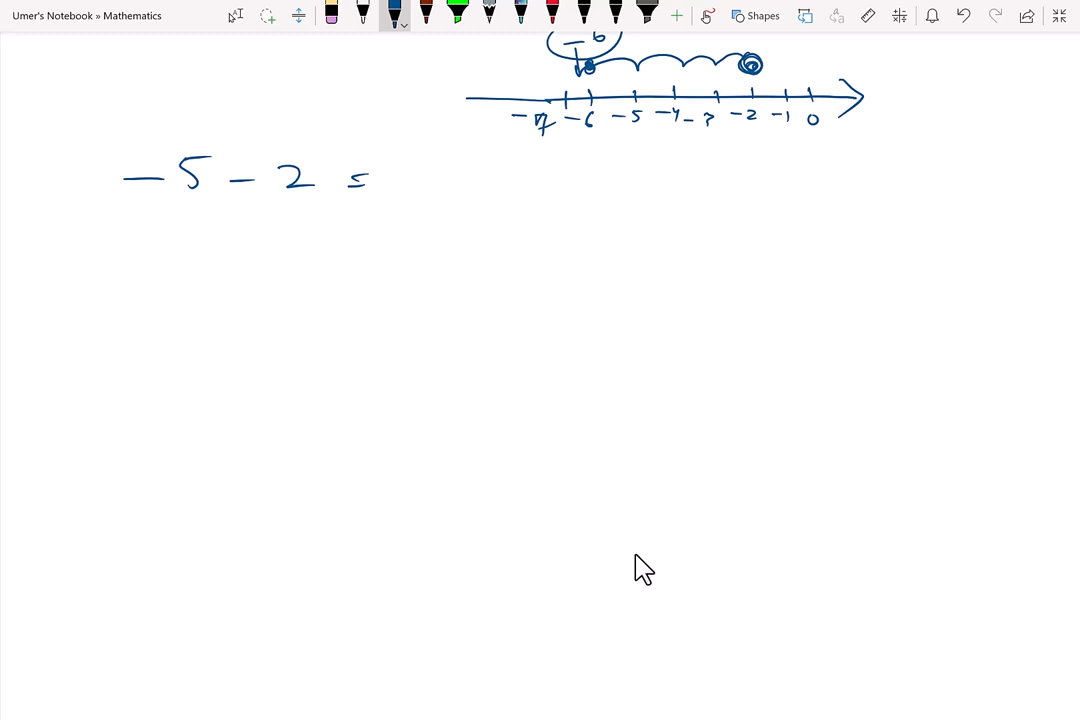 Umer's Notebook » Mathematics
Shapes
-6
-7 -6 -5 -4 -3 -2 -1 0
-5 - 2 =